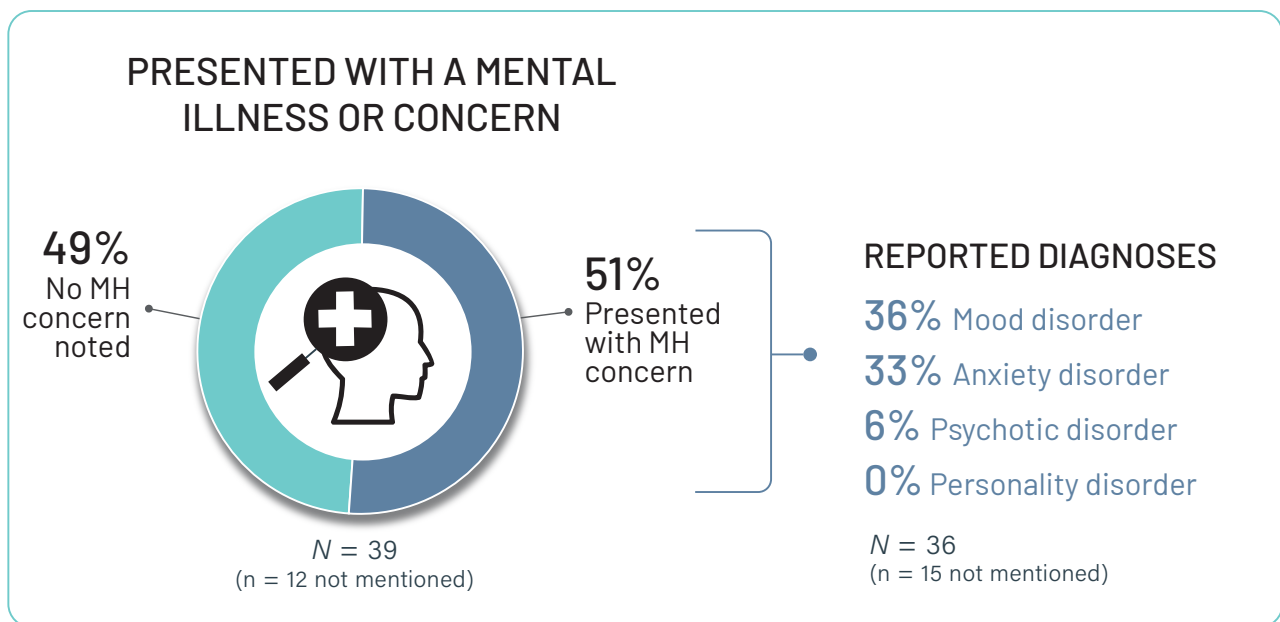 PRESENTED WITH A MENTAL
ILLNESS OR CONCERN
49%
No MH
concern
noted
51%
Presented
with MH
concern
N = 39
(n = 12 not mentioned)
REPORTED DIAGNOSES
36% Mood disorder
33% Anxiety disorder
6% Psychotic disorder
0% Personality disorder
N = 36
(n = 15 not mentioned)